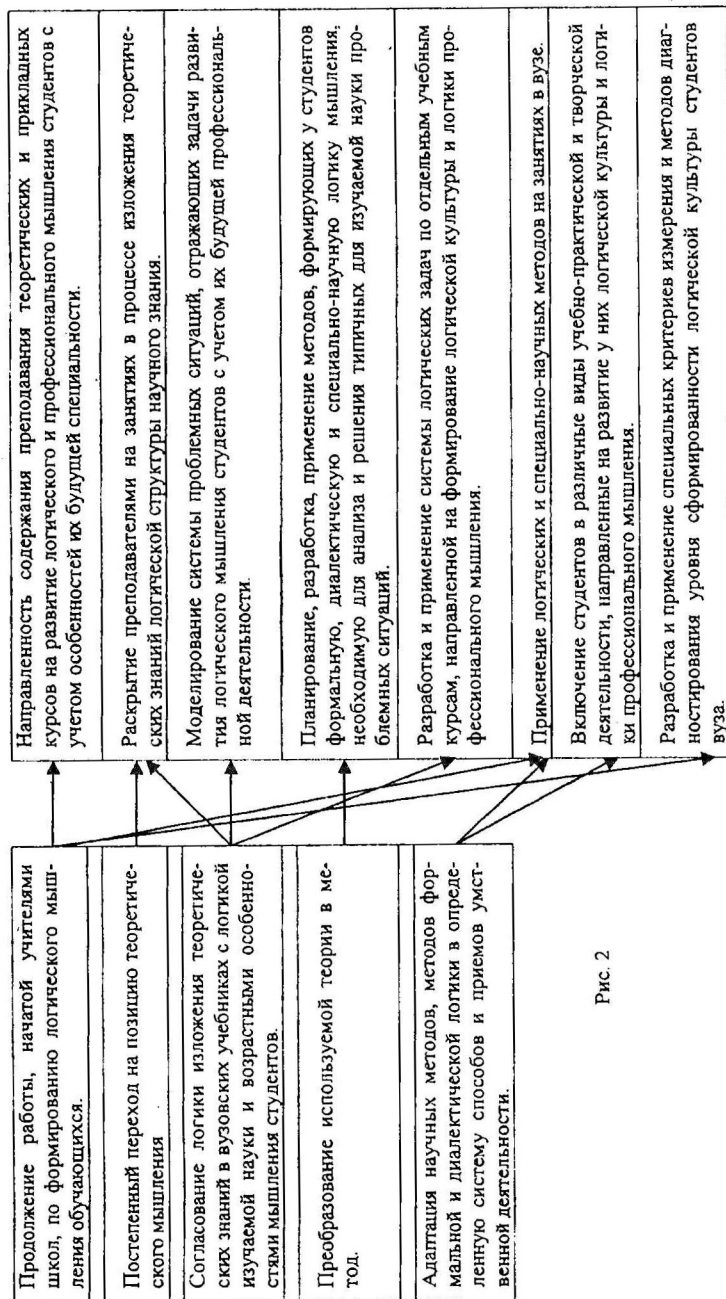 Продолжение работы, начатой учителями
школ, по формированию логического мыш-
ления обучающихся.
Постепенный переход на позицию теоретиче-
ского мышления
Согласование логики изложения теоретиче-
ских знаний в вузовских учебниках с логикой
изучаемой науки и возрастными особенно-
стями мышления студентов.
Преобразование используемой теории в ме-
тод.
Адаптация научных методов, методов фор-
мальной и диалектической логики в опреде-
ленную систему способов и приемов умст-
венной деятельности.
Направленность содержания преподавания теоретических и прикладных
курсов на развитие логического и профессионального мышления студентов с
учетом особенностей их будущей специальности.
Раскрытие преподавателями на занятиях в процессе изложения теоретиче-
ских знаний логической структуры научного знания.
Моделирование системы проблемных ситуаций, отражающих задачи разви-
тия логического мышления студентов с учетом их будущей профессиональ-
ной деятельности.
Планирование, разработка, применение методов, формирующих у студентов
формальную, диалектическую и специально-научную логику мышления,
необходимую для анализа и решения типичных для изучаемой науки про-
блемных ситуаций.
Разработка и применение системы логических задач по отдельным учебным
курсам, направленной на формирование логической культуры и логики про-
фессионального мышления.
Применение логических и специально-научных методов на занятиях в вузе.
Включение студентов в различные виды учебно-практической и творческой
деятельности, направленные на развитие у них логической культуры и логи-
ки профессионального мышления.
Разработка и применение специальных критериев измерения и методов диаг-
ностирования уровня сформированности логической культуры студентов
вуза.
Рис. 2